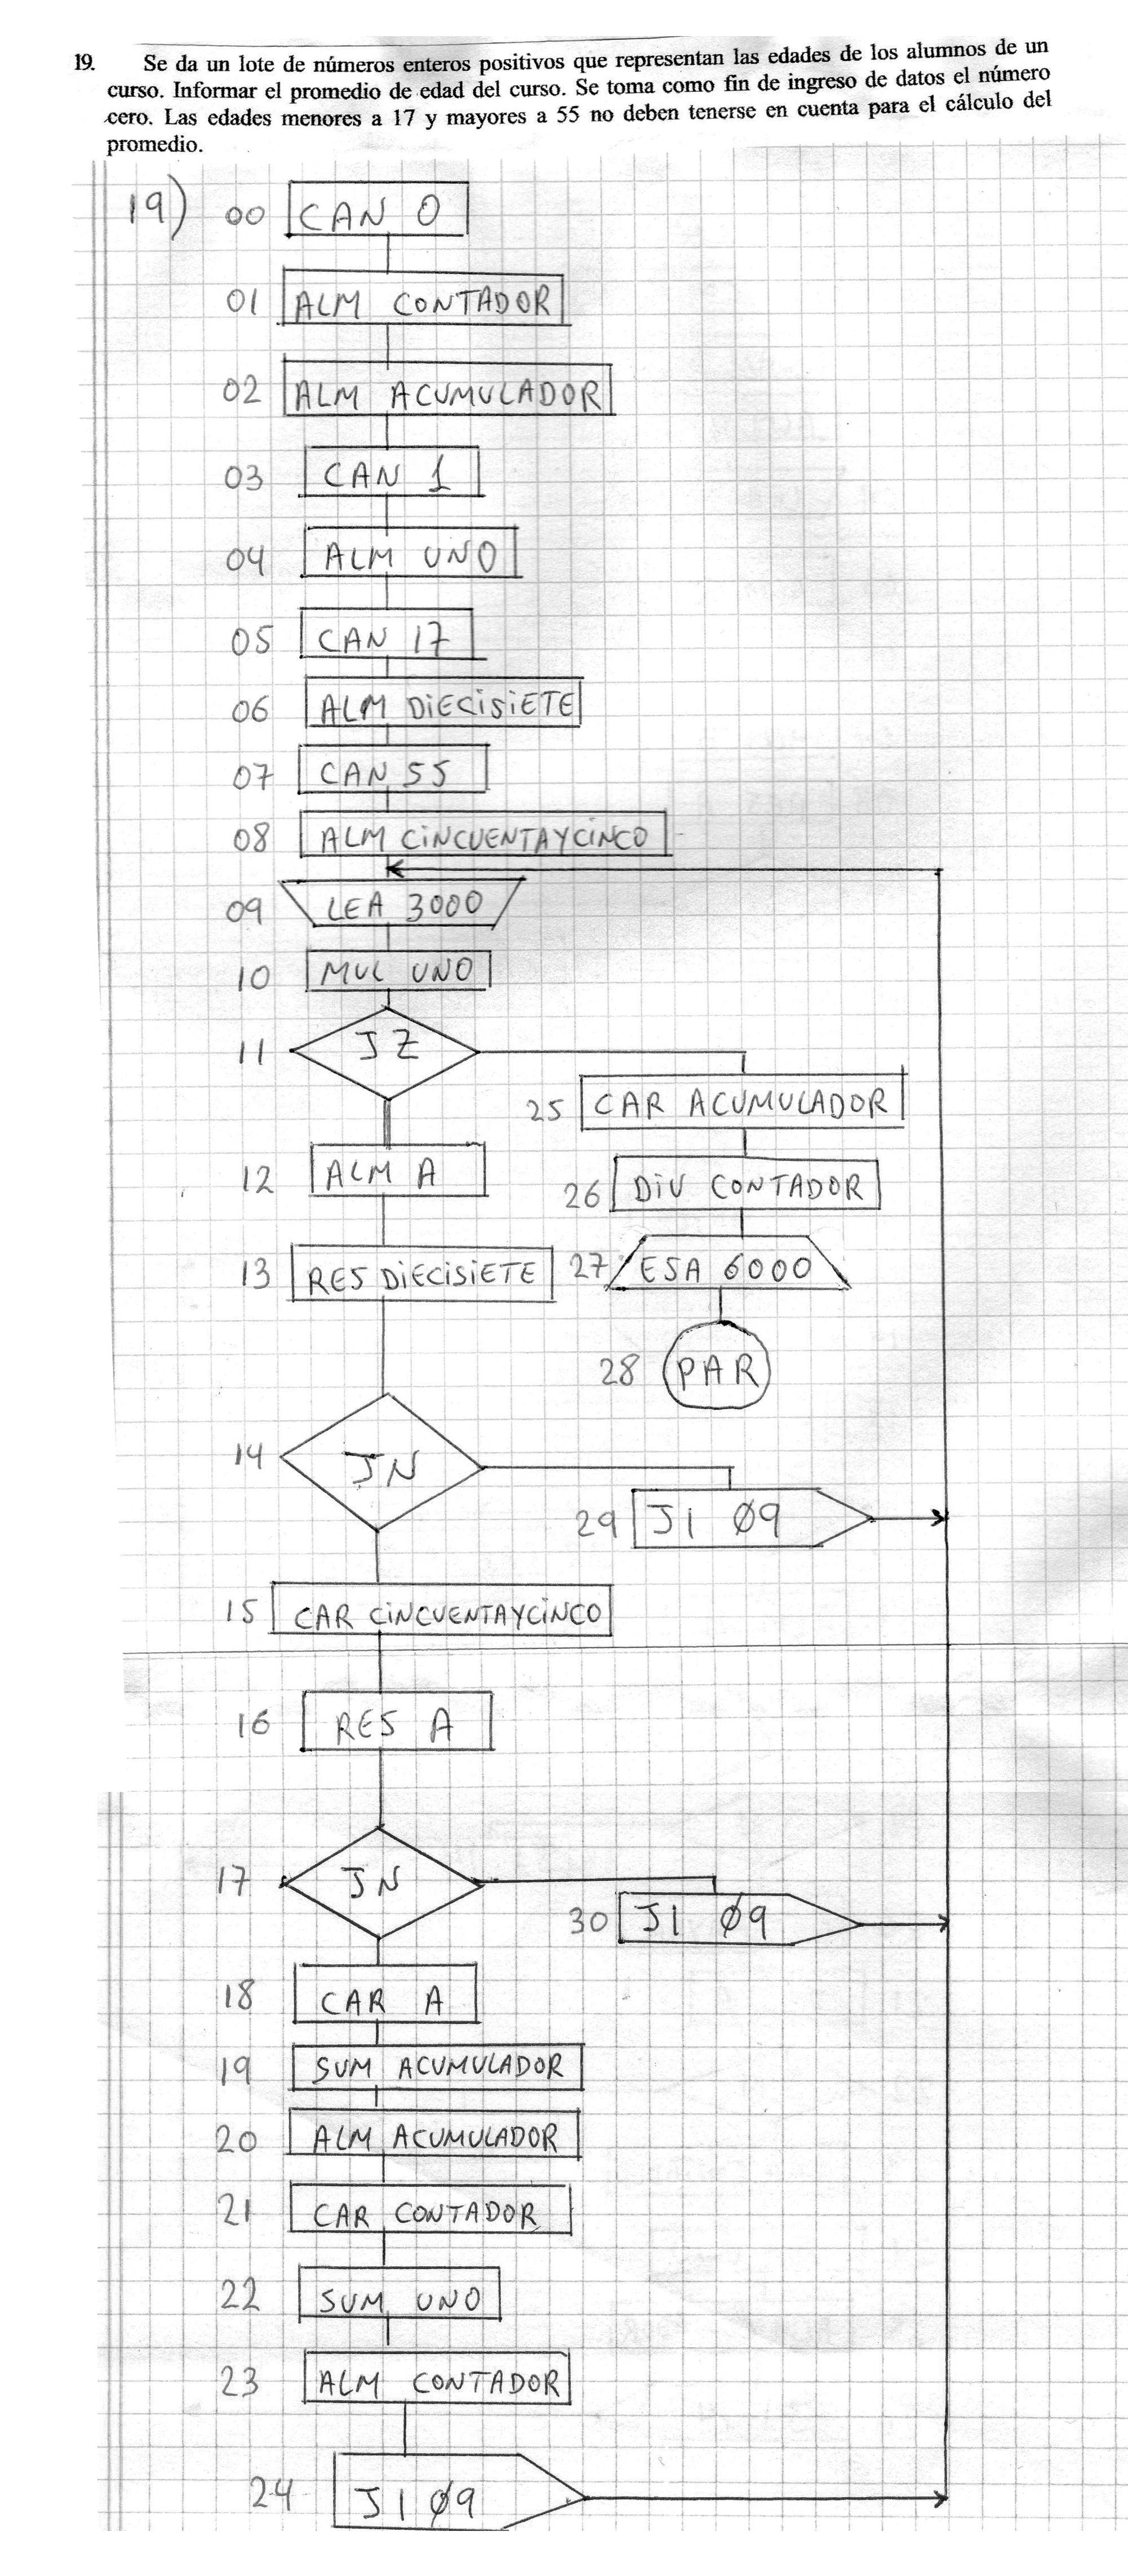 19. Se da un lote de números enteros positivos que representan las edades de los alumnos de un
curso. Informar el promedio de edad del curso. Se toma como fin de ingreso de datos el número
cero. Las edades menores a 17 y mayores a 55 no deben tenerse en cuenta para el cálculo del
promedio.
19) 00 CAN 0
01 ALM CONTADOR
02 ALM ACUMULADOR
03 CAN 1
04 ALM UNO
05 CAN 17
06 ALM DIECISIETE
07 CAN 55
08 ALM CINCUENTAYCINCO
09 LEA 3000
10 MUL UNO
11 JZ
25 CAR ACUMULADOR
12 ALM A
26 DIV CONTADOR
13 RES DIECISIETE
27 ESA 6000
28 PAR
14 JN
29 JI Ø9
15 CAR CINCUENTAYCINCO
16 RES A
17 JN
30 JI Ø9
18 CAR A
19 SUM ACUMULADOR
20 ALM ACUMULADOR
21 CAR CONTADOR
22 SUM UNO
23 ALM CONTADOR
24 JI Ø9